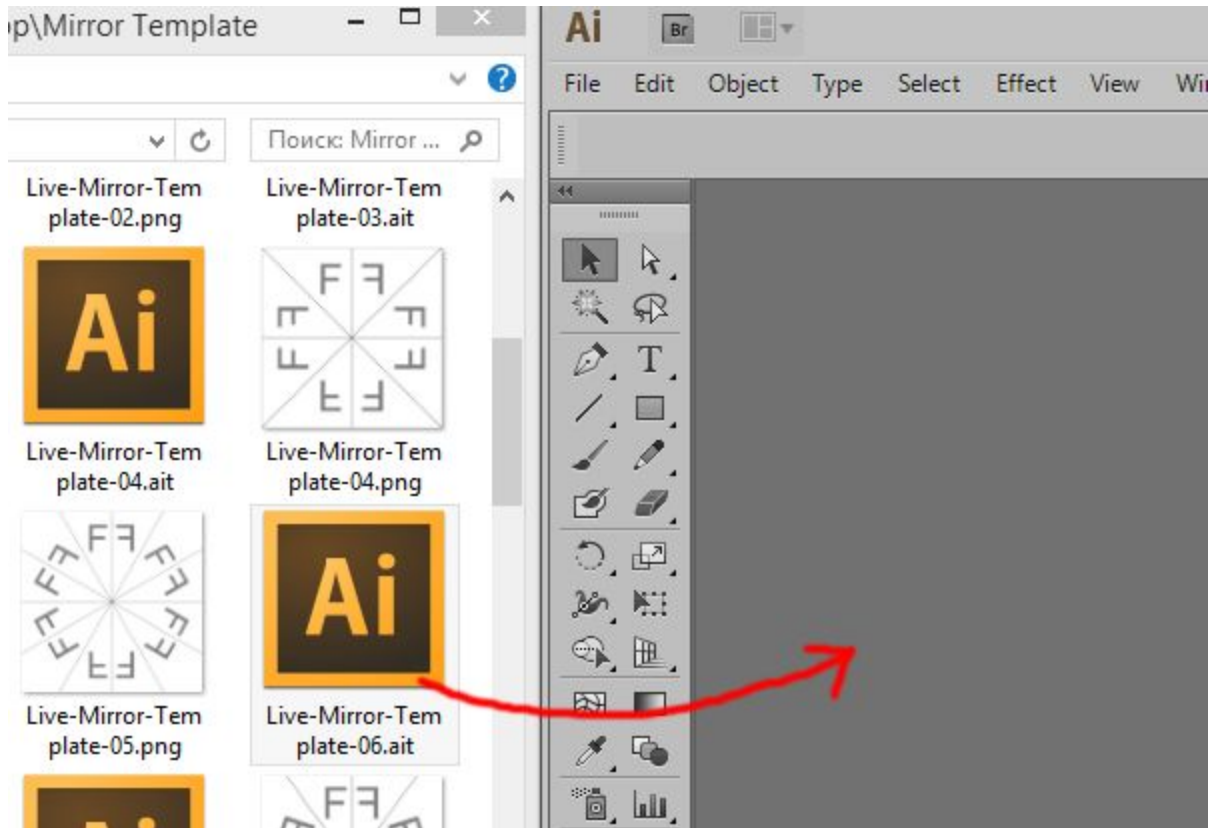 op\Mirror Template
Поиск: Mirror ...
Live-Mirror-Tem
plate-02.png
Live-Mirror-Tem
plate-03.ait
Ai
F F
F F
F F
F F
Live-Mirror-Tem
plate-04.ait
Live-Mirror-Tem
plate-04.png
F F
F F
F F
F F
F F
F F
Ai
Live-Mirror-Tem
plate-05.png
Live-Mirror-Tem
plate-06.ait
F F
Ai
Br
File Edit Object Type Select Effect View Wi
T